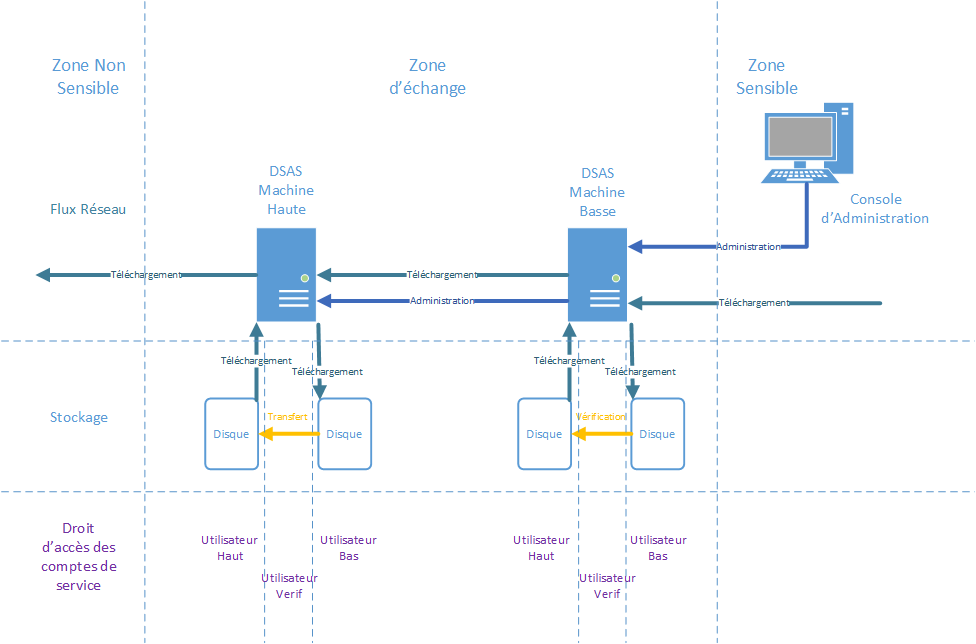 Zone Non
Sensible
Zone
d'échange
Zone
Sensible
DSAS
Machine
Haute
DSAS
Machine
Basse
Console
d'Administration
Flux Réseau
Administration
Téléchargement
Téléchargement
Administration
Téléchargement
Téléchargement
Téléchargement
Téléchargement
Téléchargement
Stockage
Transfert
Disque
Disque
Vérification
Disque
Disque
Droit
d'accès des
comptes de
service
Utilisateur
Haut
Utilisateur
Bas
Utilisateur
Verif
Utilisateur
Haut
Utilisateur
Bas
Utilisateur
Verif